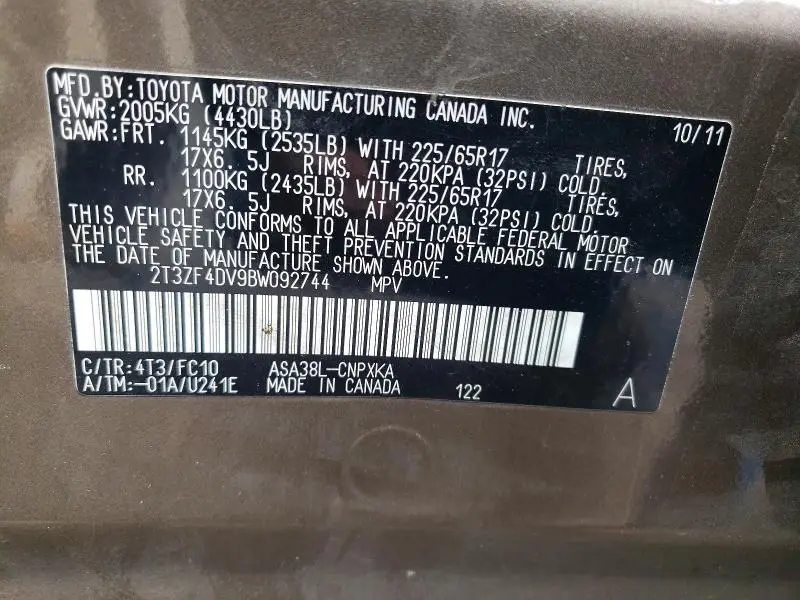 MFD.BY:TOYOTA MOTOR MANUFACTURING CANADA INC.
GVWR:2005KG (4430LB) 10/11
GAWR:FRT. 1145KG (2535LB) WITH 225/65R17 TIRES,
17X6. 5J RIMS, AT 220KPA (32PSI) COLD.
RR. 1100KG (2435LB) WITH 225/65R17 TIRES,
17X6. 5J RIMS, AT 220KPA (32PSI) COLD.
THIS VEHICLE CONFORMS TO ALL APPLICABLE FEDERAL MOTOR
VEHICLE SAFETY AND THEFT PREVENTION STANDARDS IN EFFECT ON
THE DATE OF MANUFACTURE SHOWN ABOVE.
2T3ZF4DV9BW092744 MPV
C/TR:4T3/FC10 ASA38L-CNPXKA
A/TM:-01A/U241E MADE IN CANADA 122 A